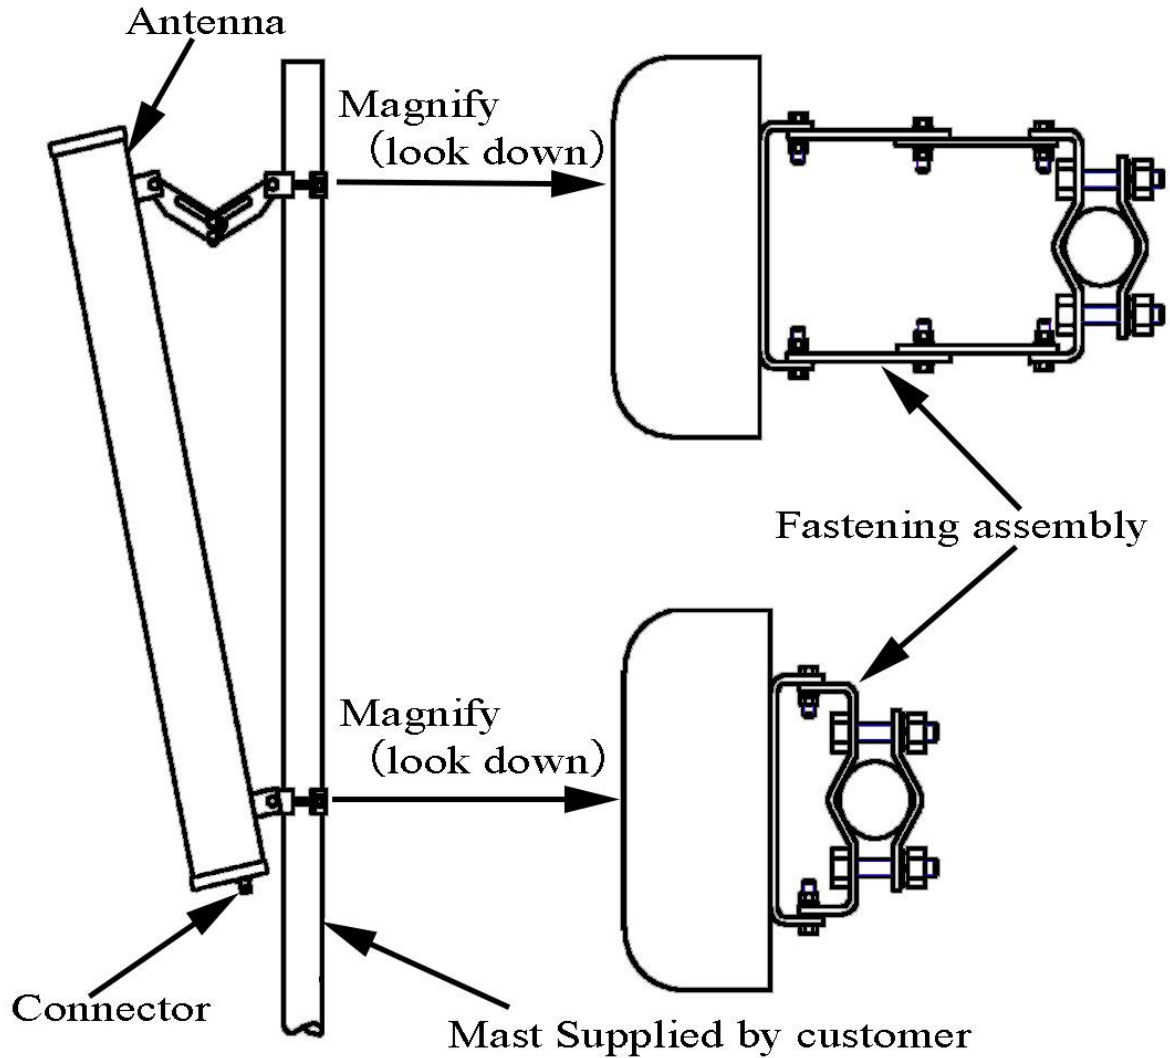 Antenna
Magnify
（look down）
Fastening assembly
Magnify
（look down）
Connector
Mast Supplied by customer